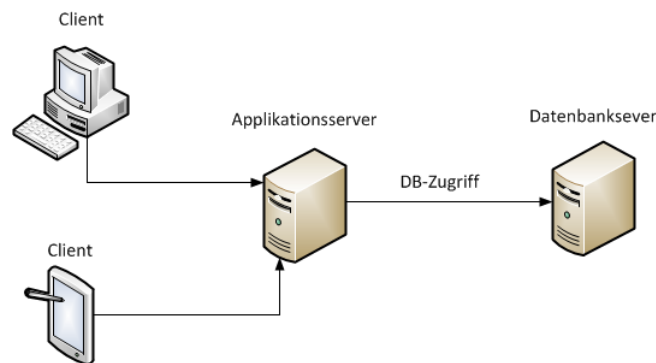 Client
Applikationsserver
Datenbanksever
DB-Zugriff
Client